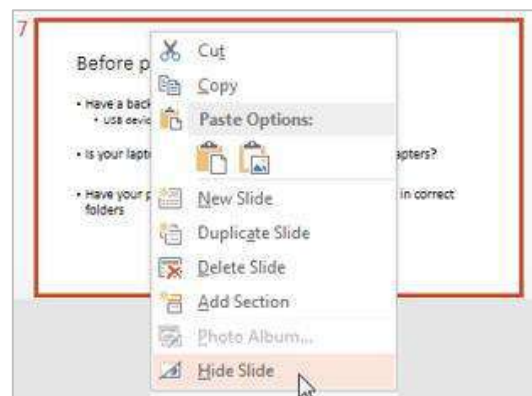 7
Before p
• Have a back
• USB devic
• Is your lapt
apters?
• Have your p
in correct
folders
Cut
Copy
Paste Options:
New Slide
Duplicate Slide
Delete Slide
Add Section
Photo Album...
Hide Slide